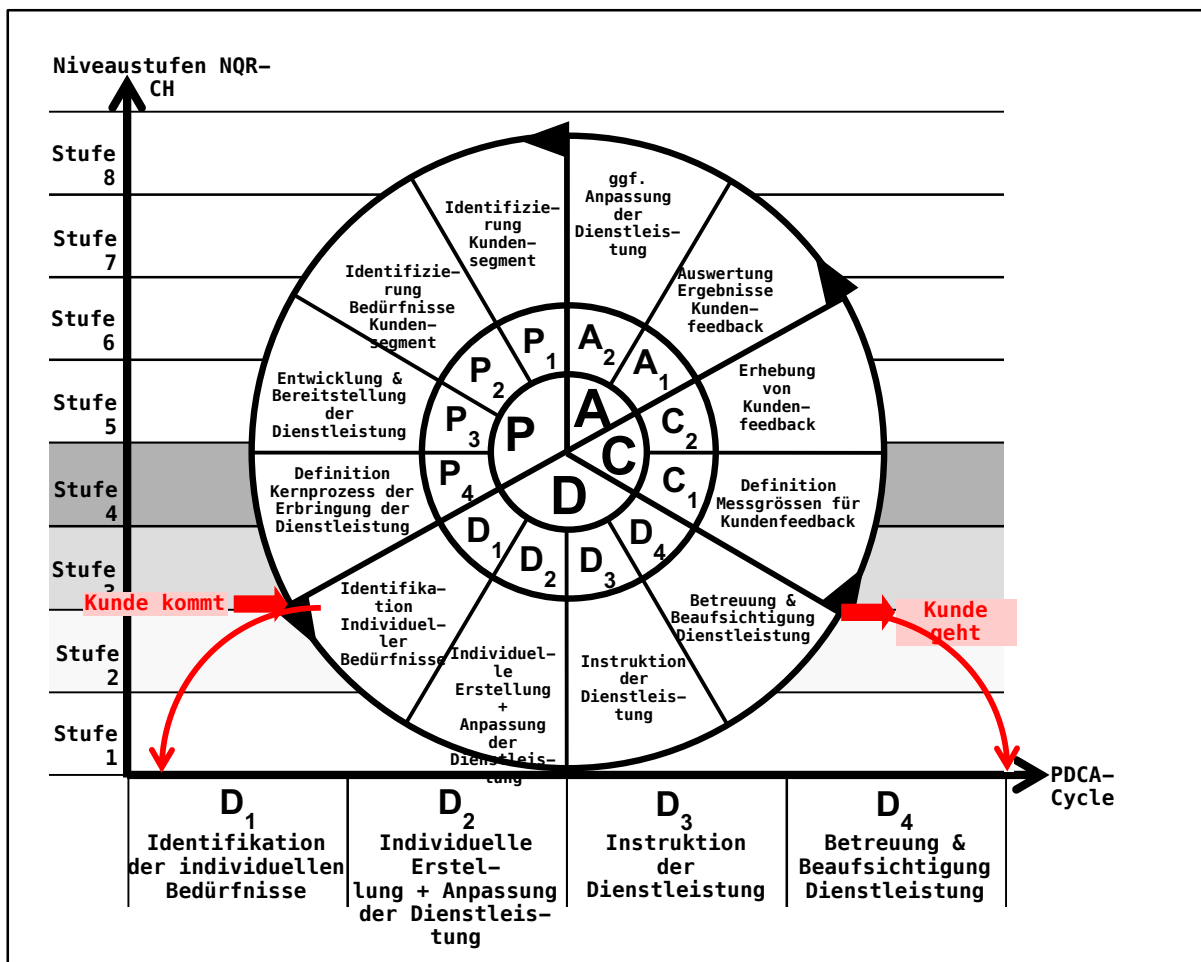 Niveaustufen NQR–
CH
Stufe
8
Stufe
7
Stufe
6
Stufe
5
Stufe
4
Stufe
3
Stufe
2
Stufe
1
Identifizie–
rung
Kunden–
segment
ggf.
Anpassung
der
Dienstleis–
tung
Identifizie–
rung
Bedürfnisse
Kunden–
segment
Auswertung
Ergebnisse
Kunden–
feedback
Entwicklung &
Bereitstellung
der
Dienstleistung
Erhebung
von
Kunden–
feedback
Definition
Kernprozess der
Erbringung der
Dienstleistung
Definition
Messgrössen für
Kundenfeedback
P1
A2
P2
A1
P3
C2
P4
C1
D1
D2
D3
D4
P
A
C
D
Kunde kommt
Kunde
geht
Identifika–
tion
Individuel–
ler
Bedürfnisse
Individuel–
le
Erstellung
+
Anpassung
der
Dienstleis–
tung
Instruktion
der
Dienstleis–
tung
Betreuung &
Beaufsichtigung
Dienstleistung
PDCA–
Cycle
D1
Identifikation
der individuellen
Bedürfnisse
D2
Individuelle
Erstel–
lung + Anpassung
der Dienstleis–
tung
D3
Instruktion
der
Dienstleistung
D4
Betreuung &
Beaufsichtigung
Dienstleistung